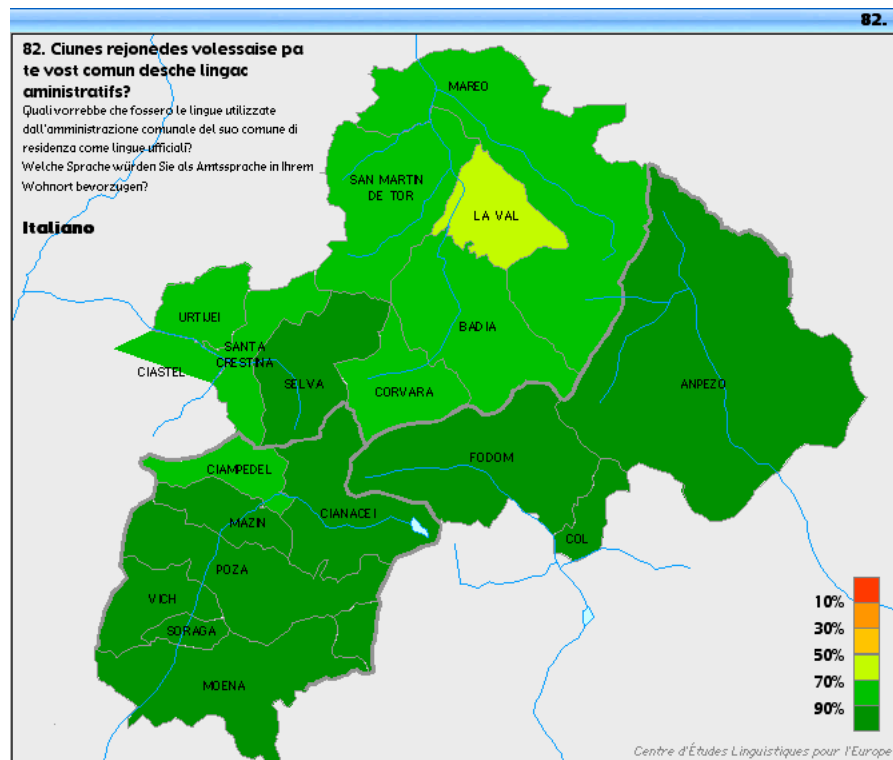 82.
82. Ciunes rejonedes volessaise pa
te vost comun desche lingac
aministratifs?
Quali vorrebbe che fossero le lingue utilizzate
dall'amministrazione comunale del suo comune di
residenza come lingue ufficiali?
Welche Sprache würden Sie als Amtssprache in Ihrem
Wohnort bevorzugen?
Italiano
MAREO
SAN MARTIN
DE TOR
LA VAL
URTIJEI
SANTA
CRESTINA
CIASTEL
SELVA
BADIA
CORVARA
ANPEZO
FODOM
CIAMPEDEL
CIANACEI
MAZIN
COL
POZA
VICH
SORAGA
MOENA
10%
30%
50%
70%
90%
Centre d'Études Linguistiques pour l'Europe